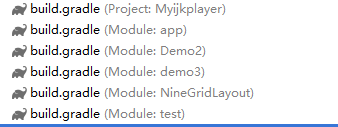 build.gradle (Project: Myijkplayer)
build.gradle (Module: app)
build.gradle (Module: Demo2)
build.gradle (Module: demo3)
build.gradle (Module: NineGridLayout)
build.gradle (Module: test)